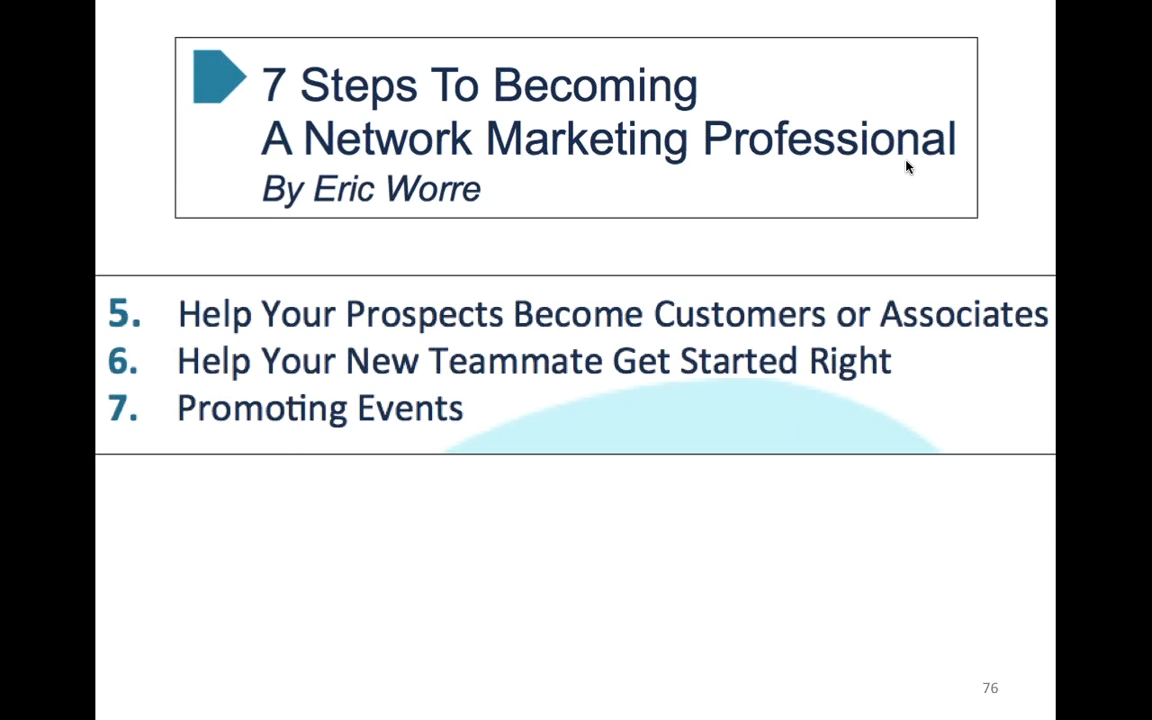 7 Steps To Becoming
A Network Marketing Professional
By Eric Worre
5. Help Your Prospects Become Customers or Associates
6. Help Your New Teammate Get Started Right
7. Promoting Events
76